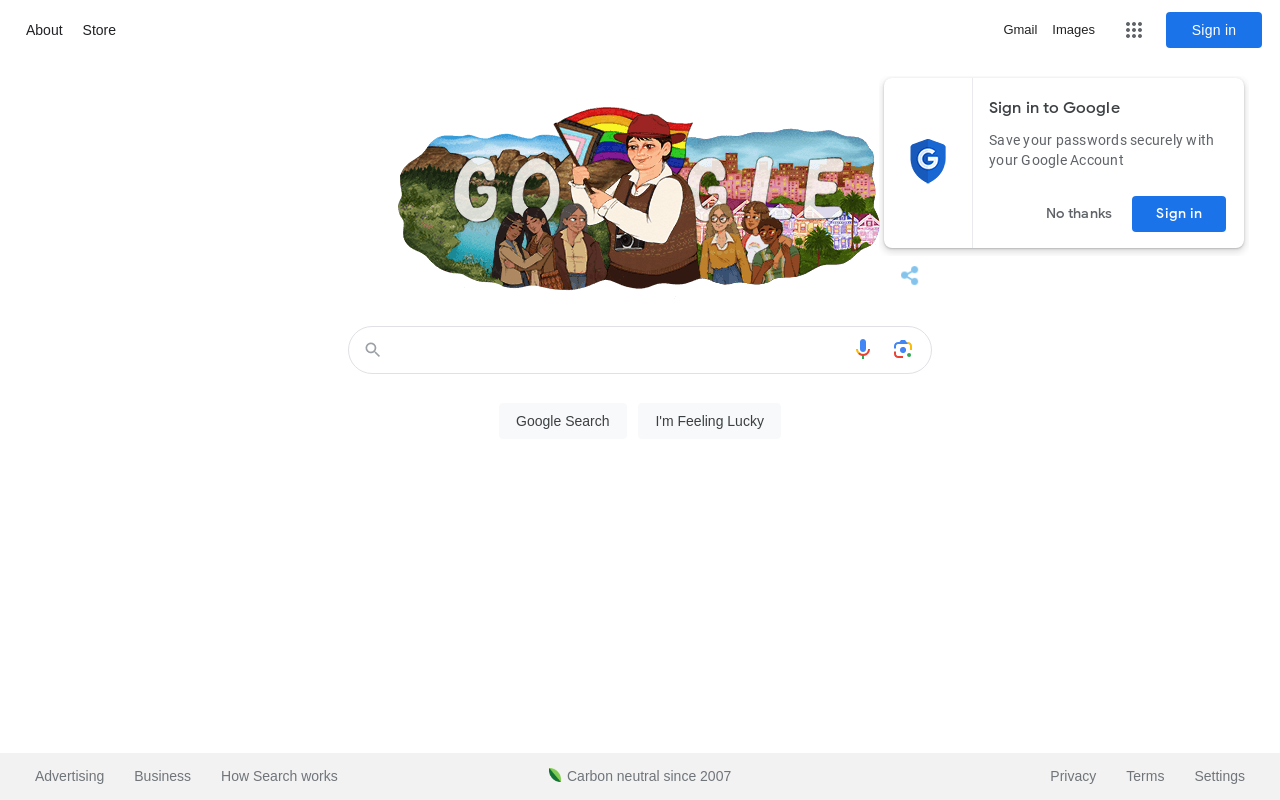 About Store
Gmail Images
Sign in
GOOGLE
Sign in to Google
Save your passwords securely with
your Google Account
No thanks Sign in
Google Search I'm Feeling Lucky
Advertising Business How Search works Carbon neutral since 2007 Privacy Terms Settings